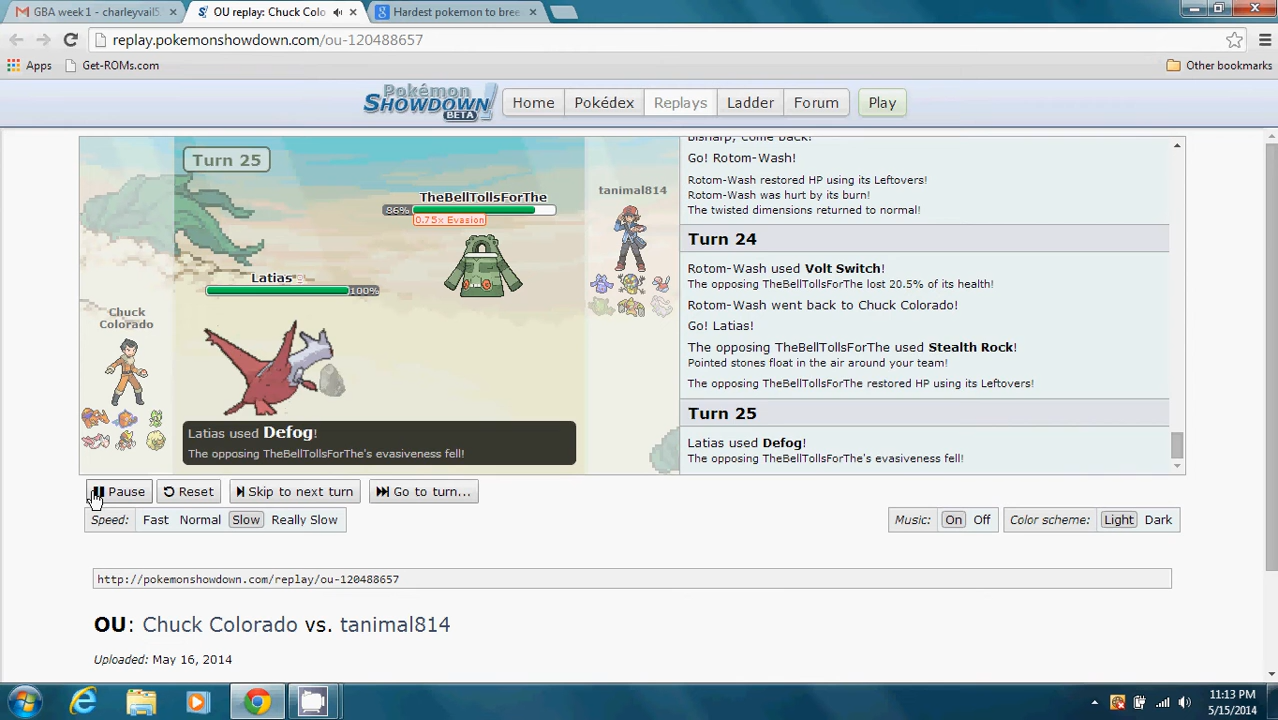 GBA week1 - charleyvail5
OU replay: Chuck Colo
Hardest pokemon to bree
replay.pokemonshowdown.com/ou-120488657
Apps
Get-ROMs.com
Other bookmarks
Pokémon
SHOWDOWN!
BETA
Home
Pokédex
Replays
Ladder
Forum
Play
Turn 25
TheBellTollsForThe
86%
0.75x Evasion
tanimal814
Latias
100%
Chuck
Colorado
Latias used Defog!
The opposing TheBellTollsForThe's evasiveness fell!
Bisharp, come back!
Go! Rotom-Wash!
Rotom-Wash restored HP using its Leftovers!
Rotom-Wash was hurt by its burn!
The twisted dimensions returned to normal!
Turn 24
Rotom-Wash used Volt Switch!
The opposing TheBellTollsForThe lost 20.5% of its health!
Rotom-Wash went back to Chuck Colorado!
Go! Latias!
The opposing TheBellTollsForThe used Stealth Rock!
Pointed stones float in the air around your team!
The opposing TheBellTollsForThe restored HP using its Leftovers!
Turn 25
Latias used Defog!
The opposing TheBellTollsForThe's evasiveness fell!
Pause
Reset
Skip to next turn
Go to turn...
Speed: Fast Normal Slow Really Slow
Music: On Off
Color scheme: Light Dark
http://pokemonshowdown.com/replay/ou-120488657
OU: Chuck Colorado vs. tanimal814
Uploaded: May 16, 2014
11:13 PM
5/15/2014